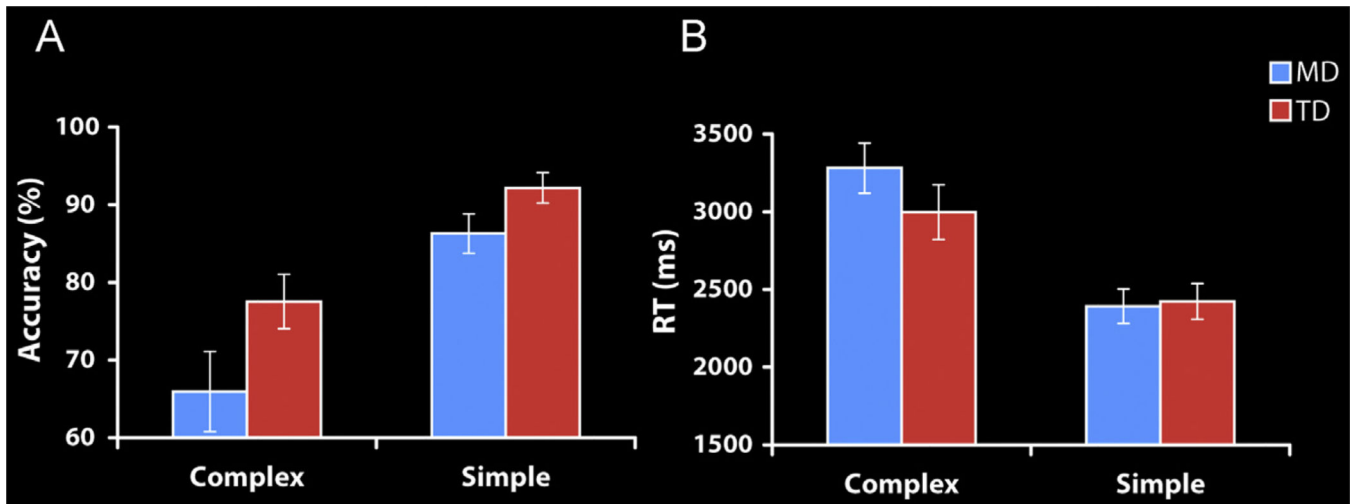 A
Accuracy (%)
100
90
80
70
60
Complex Simple
B
MD
TD
RT (ms)
3500
3000
2500
2000
1500
Complex Simple